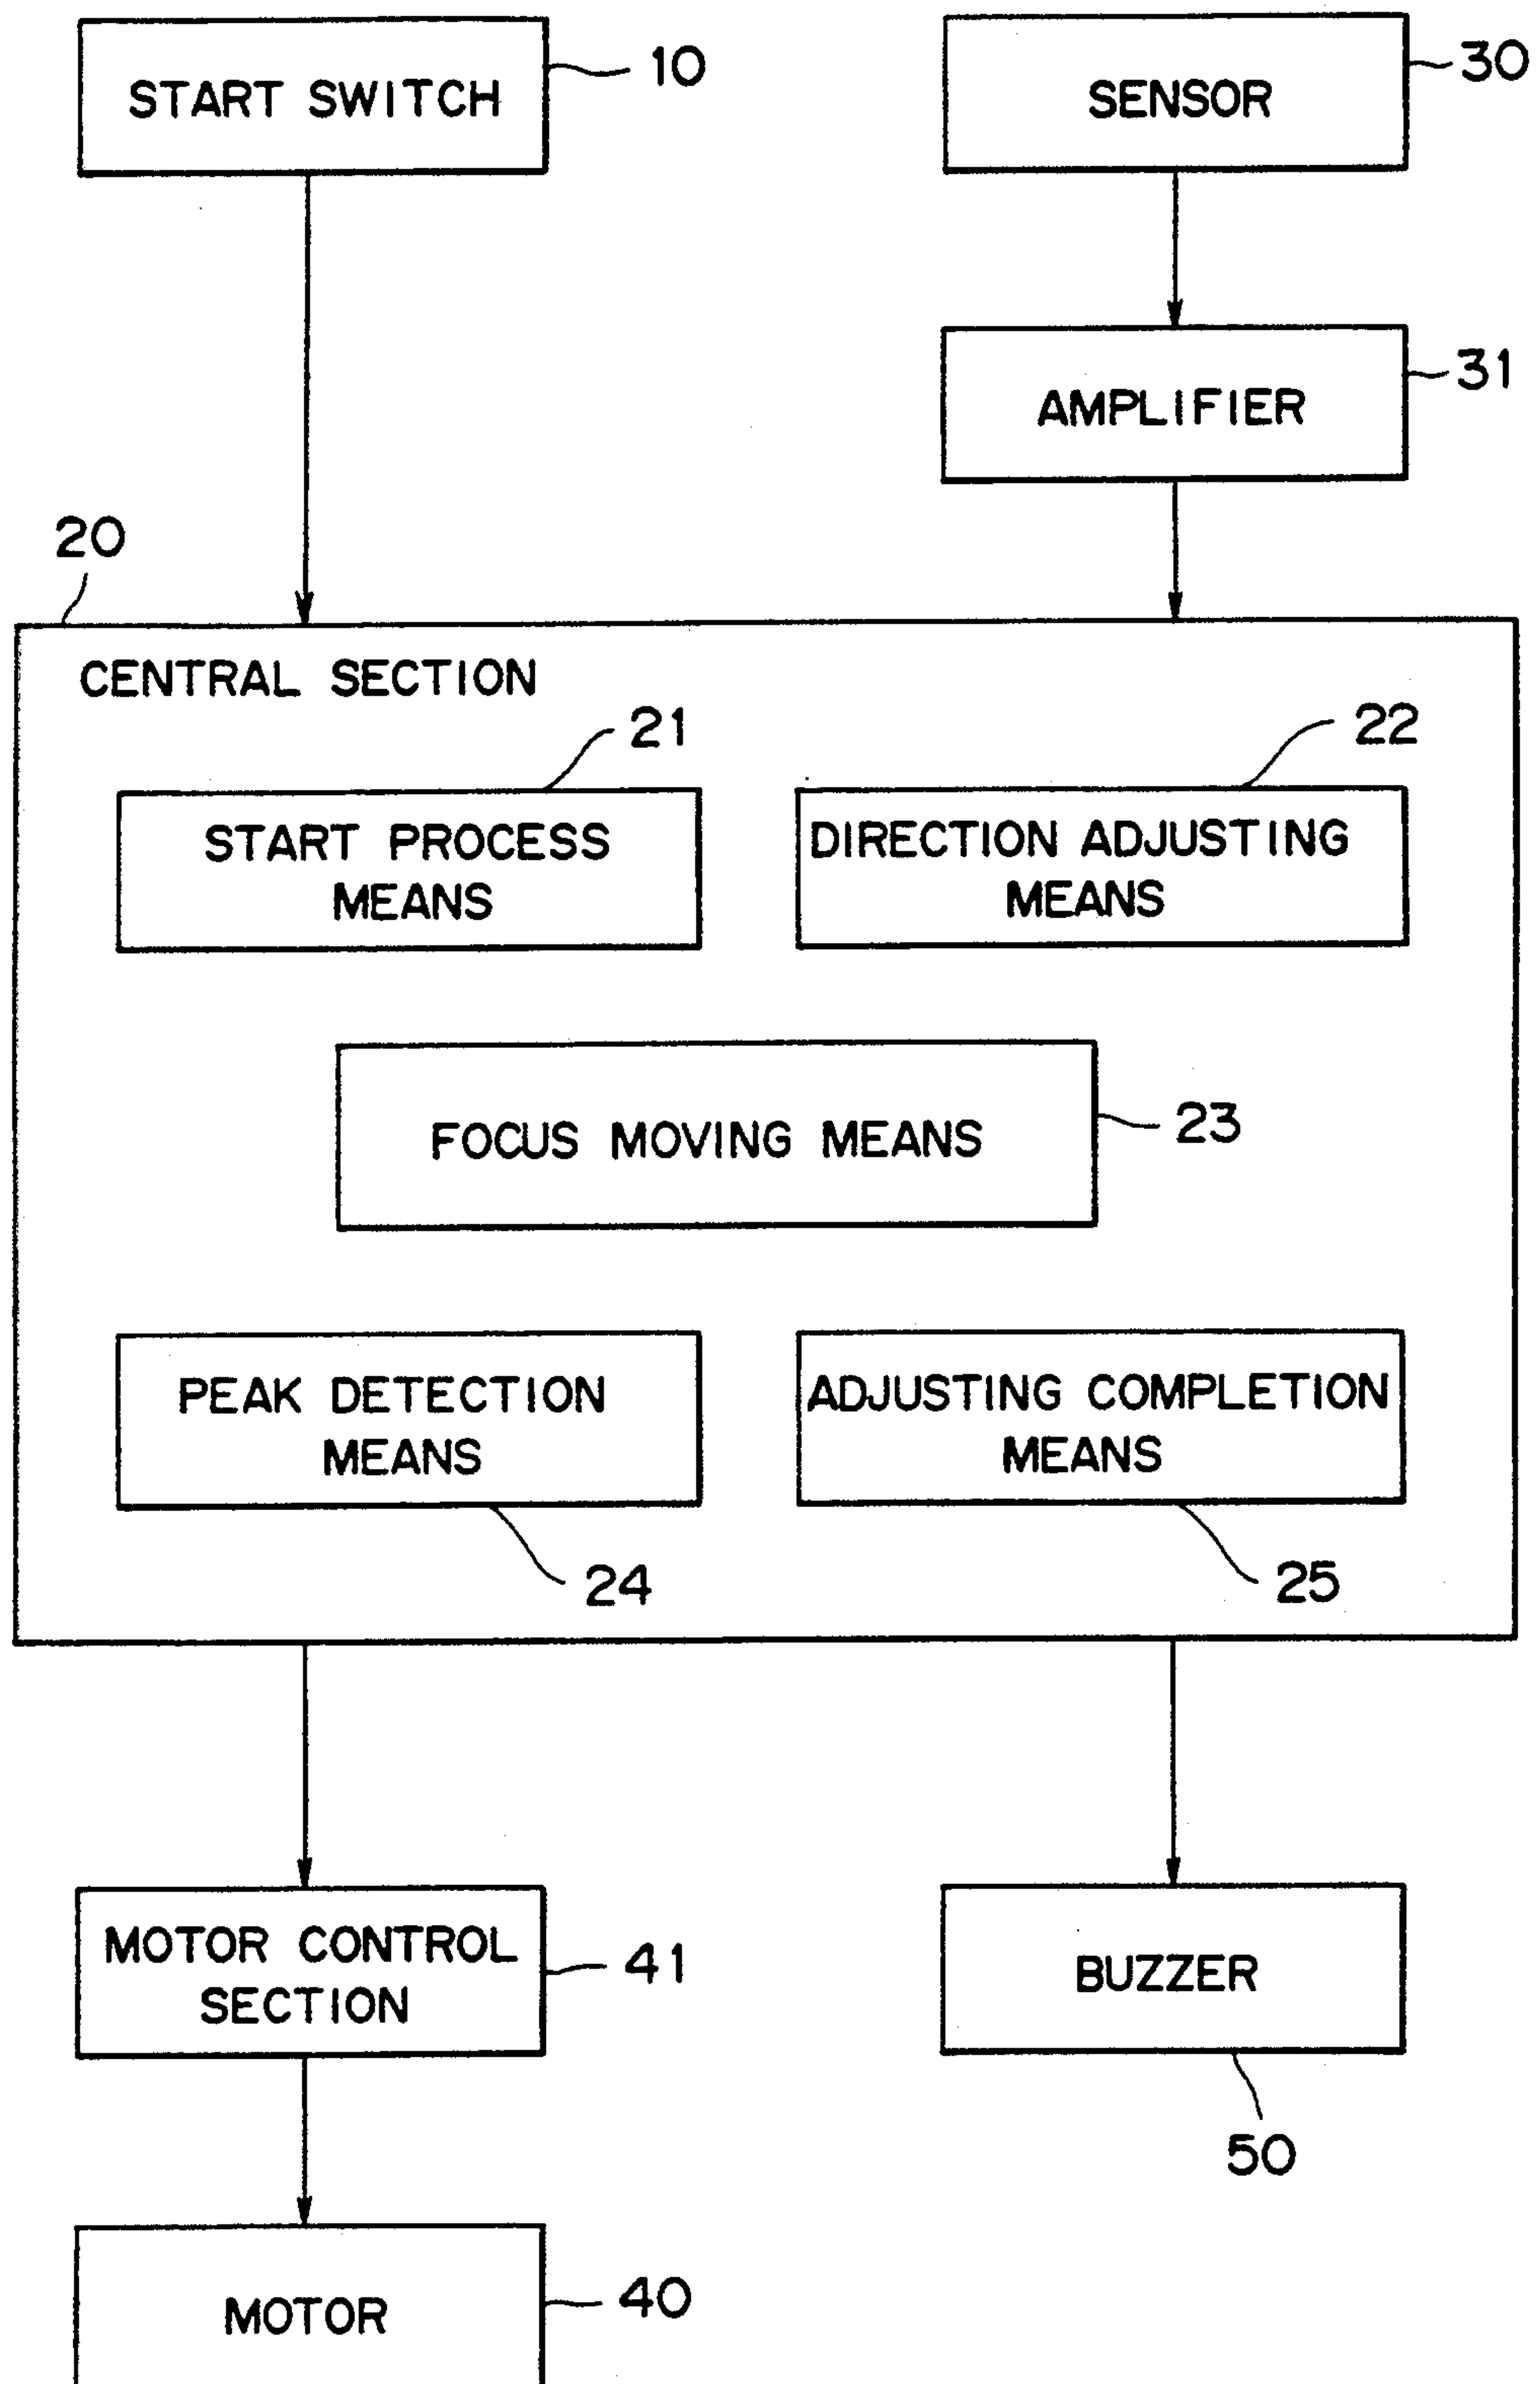 START SWITCH
10
SENSOR
30
AMPLIFIER
31
20
CENTRAL SECTION
21
START PROCESS
MEANS
22
DIRECTION ADJUSTING
MEANS
FOCUS MOVING MEANS
23
PEAK DETECTION
MEANS
24
ADJUSTING COMPLETION
MEANS
25
MOTOR CONTROL
SECTION
41
BUZZER
50
MOTOR
40